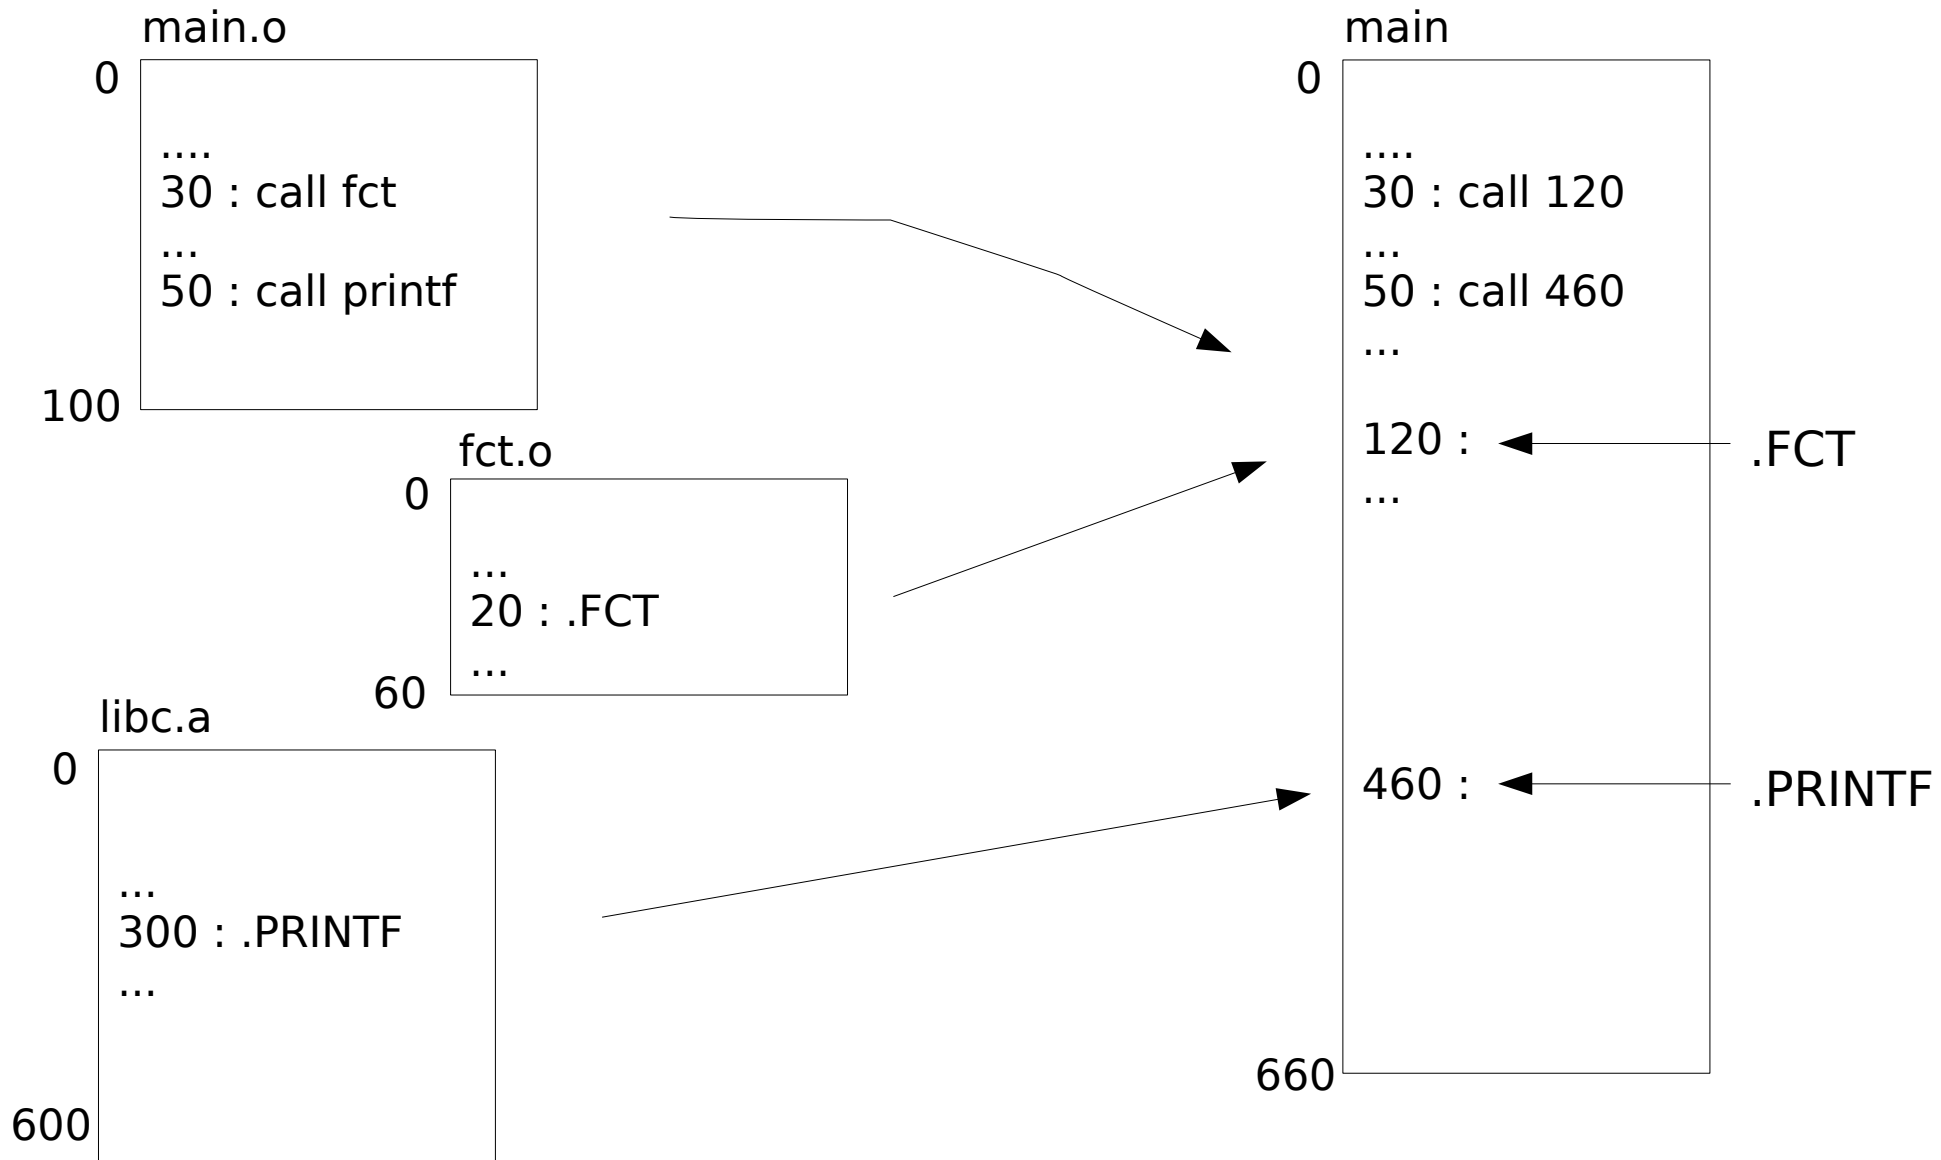 main.o
0
....
30 : call fct
...
50 : call printf
100
fct.o
0
...
20 : .FCT
...
60
libc.a
0
...
300 : .PRINTF
...
600
main
0
....
30 : call 120
...
50 : call 460
...
120 :
.FCT
...
460 :
.PRINTF
660